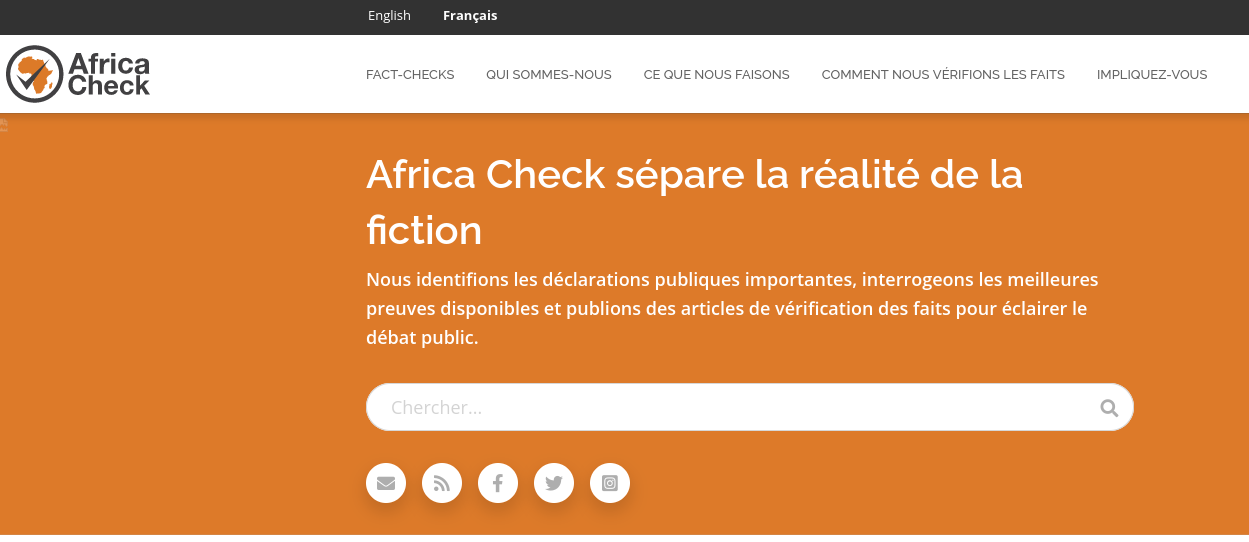 English Français
Africa
Check
FACT-CHECKS QUI SOMMES-NOUS CE QUE NOUS FAISONS COMMENT NOUS VÉRIFIONS LES FAITS IMPLIQUEZ-VOUS
Africa Check sépare la réalité de la
fiction
Nous identifions les déclarations publiques importantes, interrogeons les meilleures
preuves disponibles et publions des articles de vérification des faits pour éclairer le
débat public.
Chercher...